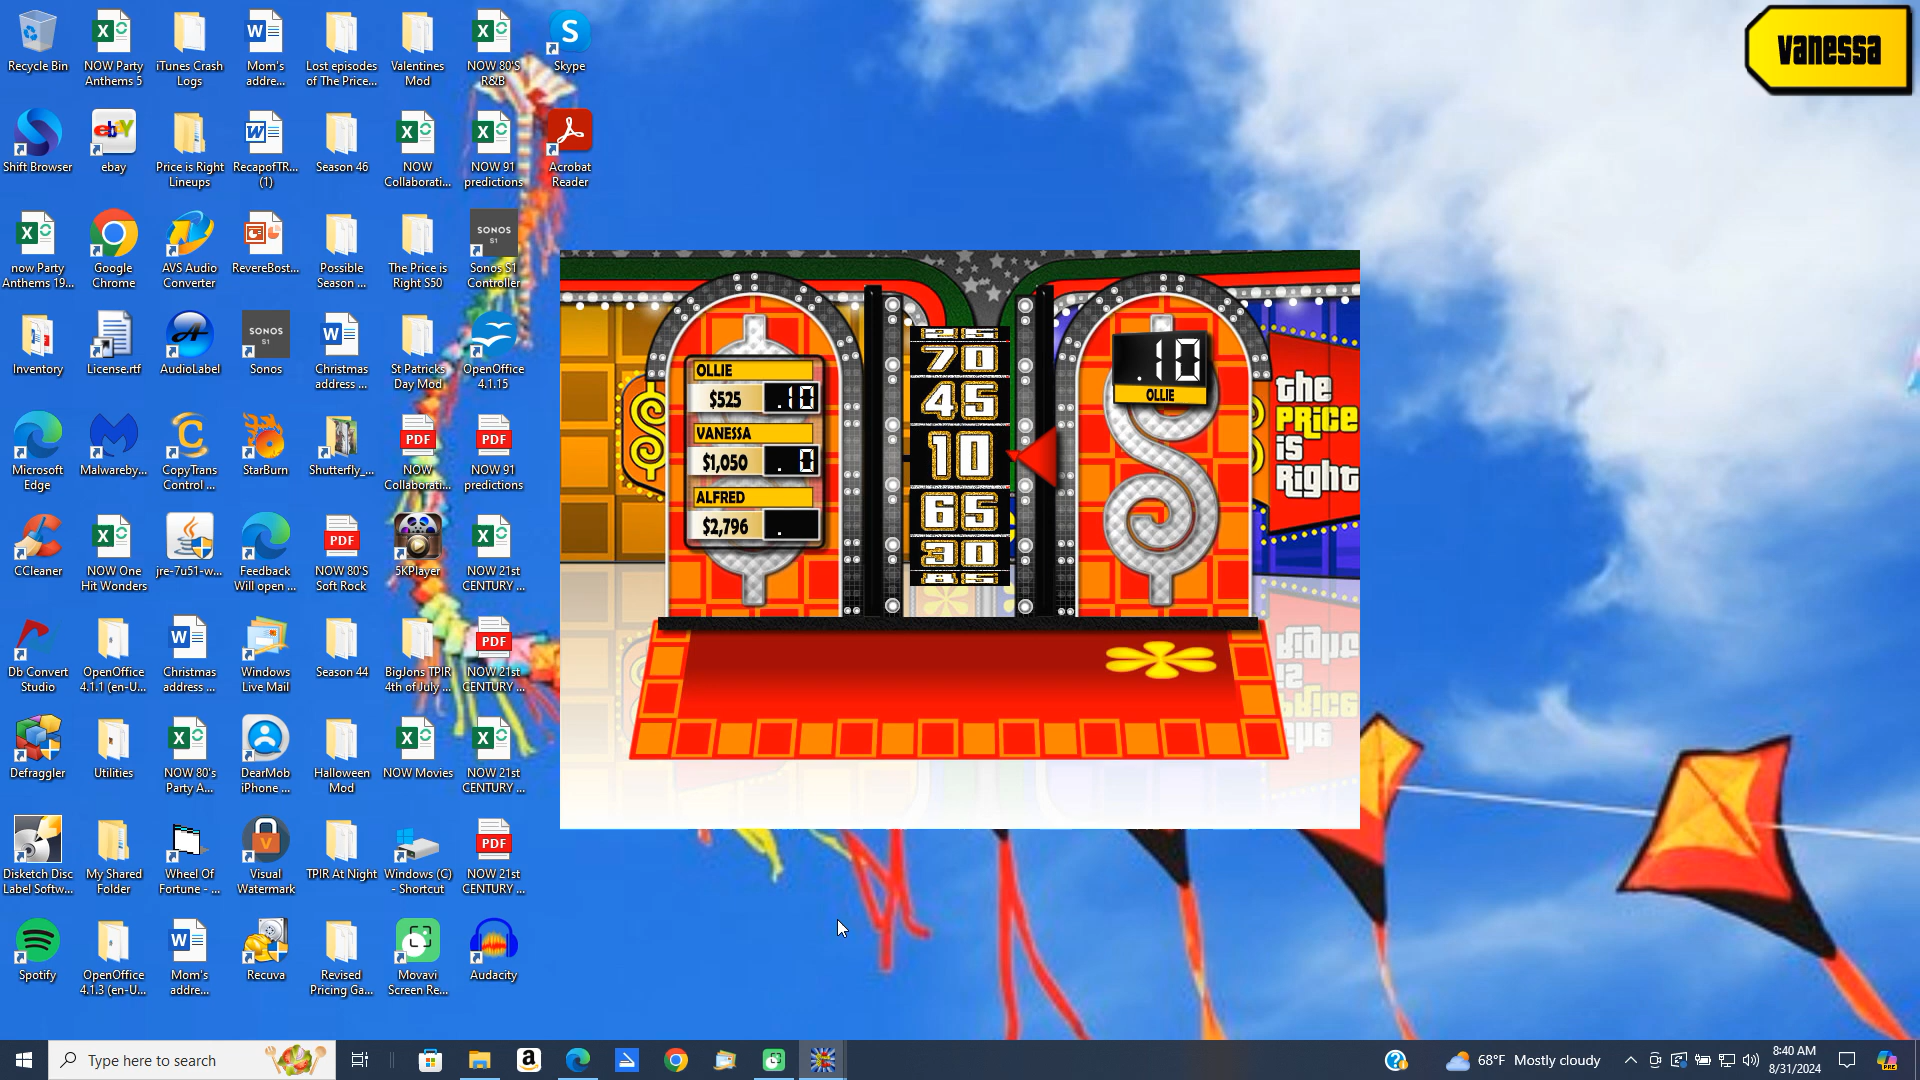 Recycle Bin
NOW Party
Anthems 5
iTunes Crash
Logs
Mom's
addre...
Lost episodes
of The Price...
Valentines
Mod
NOW 80'S
R&B
Skype
Shift Browser
ebay
Price is Right
Lineups
RecapofTR...
(1)
Season 46
NOW
Collaborati...
NOW 91
predictions
Acrobat
Reader
now Party
Anthems 19...
Google
Chrome
AVS Audio
Converter
RevereBost...
Possible
Season ...
The Price is
Right S50
SONOS
S1
Sonos S1
Controller
Inventory
License.rtf
AudioLabel
SONOS
S1
Sonos
Christmas
address ...
St Patricks
Day Mod
OpenOffice
4.1.15
Microsoft
Edge
Malwareby...
CopyTrans
Control ...
StarBurn
Shutterfly_...
PDF
NOW
Collaborati...
PDF
NOW 91
predictions
CCleaner
NOW One
Hit Wonders
jre-7u51-w...
Feedback
Will open ...
PDF
NOW 80'S
Soft Rock
5KPlayer
NOW 21st
CENTURY ...
Db Convert
Studio
OpenOffice
4.1.1 (en-U...
Christmas
address ...
Windows
Live Mail
Season 44
BigJons TPIR
4th of July ...
PDF
NOW 21st
CENTURY ...
Defraggler
Utilities
NOW 80's
Party A...
DearMob
iPhone ...
Halloween
Mod
NOW Movies
NOW 21st
CENTURY ...
Disketch Disc
Label Softw...
My Shared
Folder
Wheel Of
Fortune - ...
Visual
Watermark
TPIR At Night
Windows (C)
- Shortcut
PDF
NOW 21st
CENTURY ...
Spotify
OpenOffice
4.1.3 (en-U...
Mom's
addre...
Recuva
Revised
Pricing Ga...
Movavi
Screen Re...
Audacity
vanessa
OLLIE
$525 .10
VANESSA
$1,050 . 0
ALFRED
$2,796 .
70
45
10
65
30
.10
OLLIE
the
PRICE
is
Right
Type here to search
68°F Mostly cloudy
8:40 AM
8/31/2024